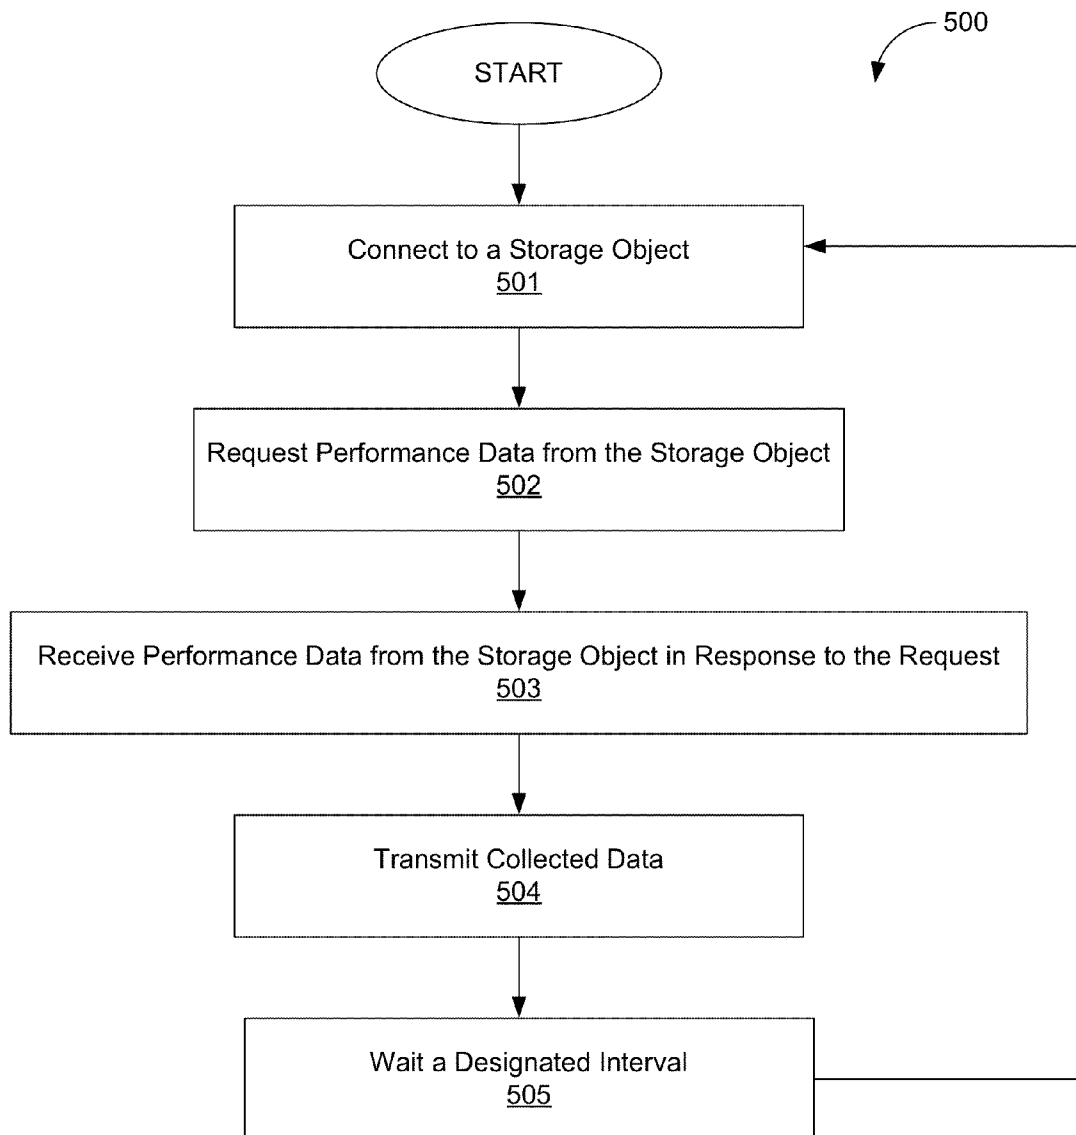 500
START
Connect to a Storage Object
501
Request Performance Data from the Storage Object
502
Receive Performance Data from the Storage Object in Response to the Request
503
Transmit Collected Data
504
Wait a Designated Interval
505